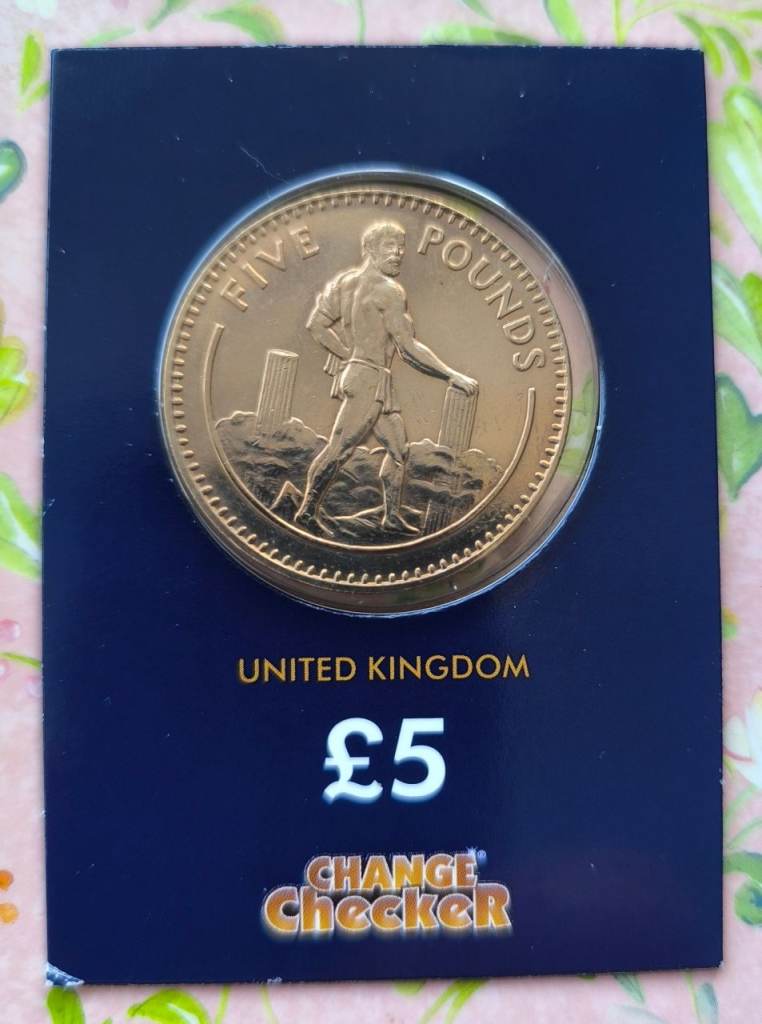 FIVE POUNDS
UNITED KINGDOM
£5
CHANGE
CHecKeR